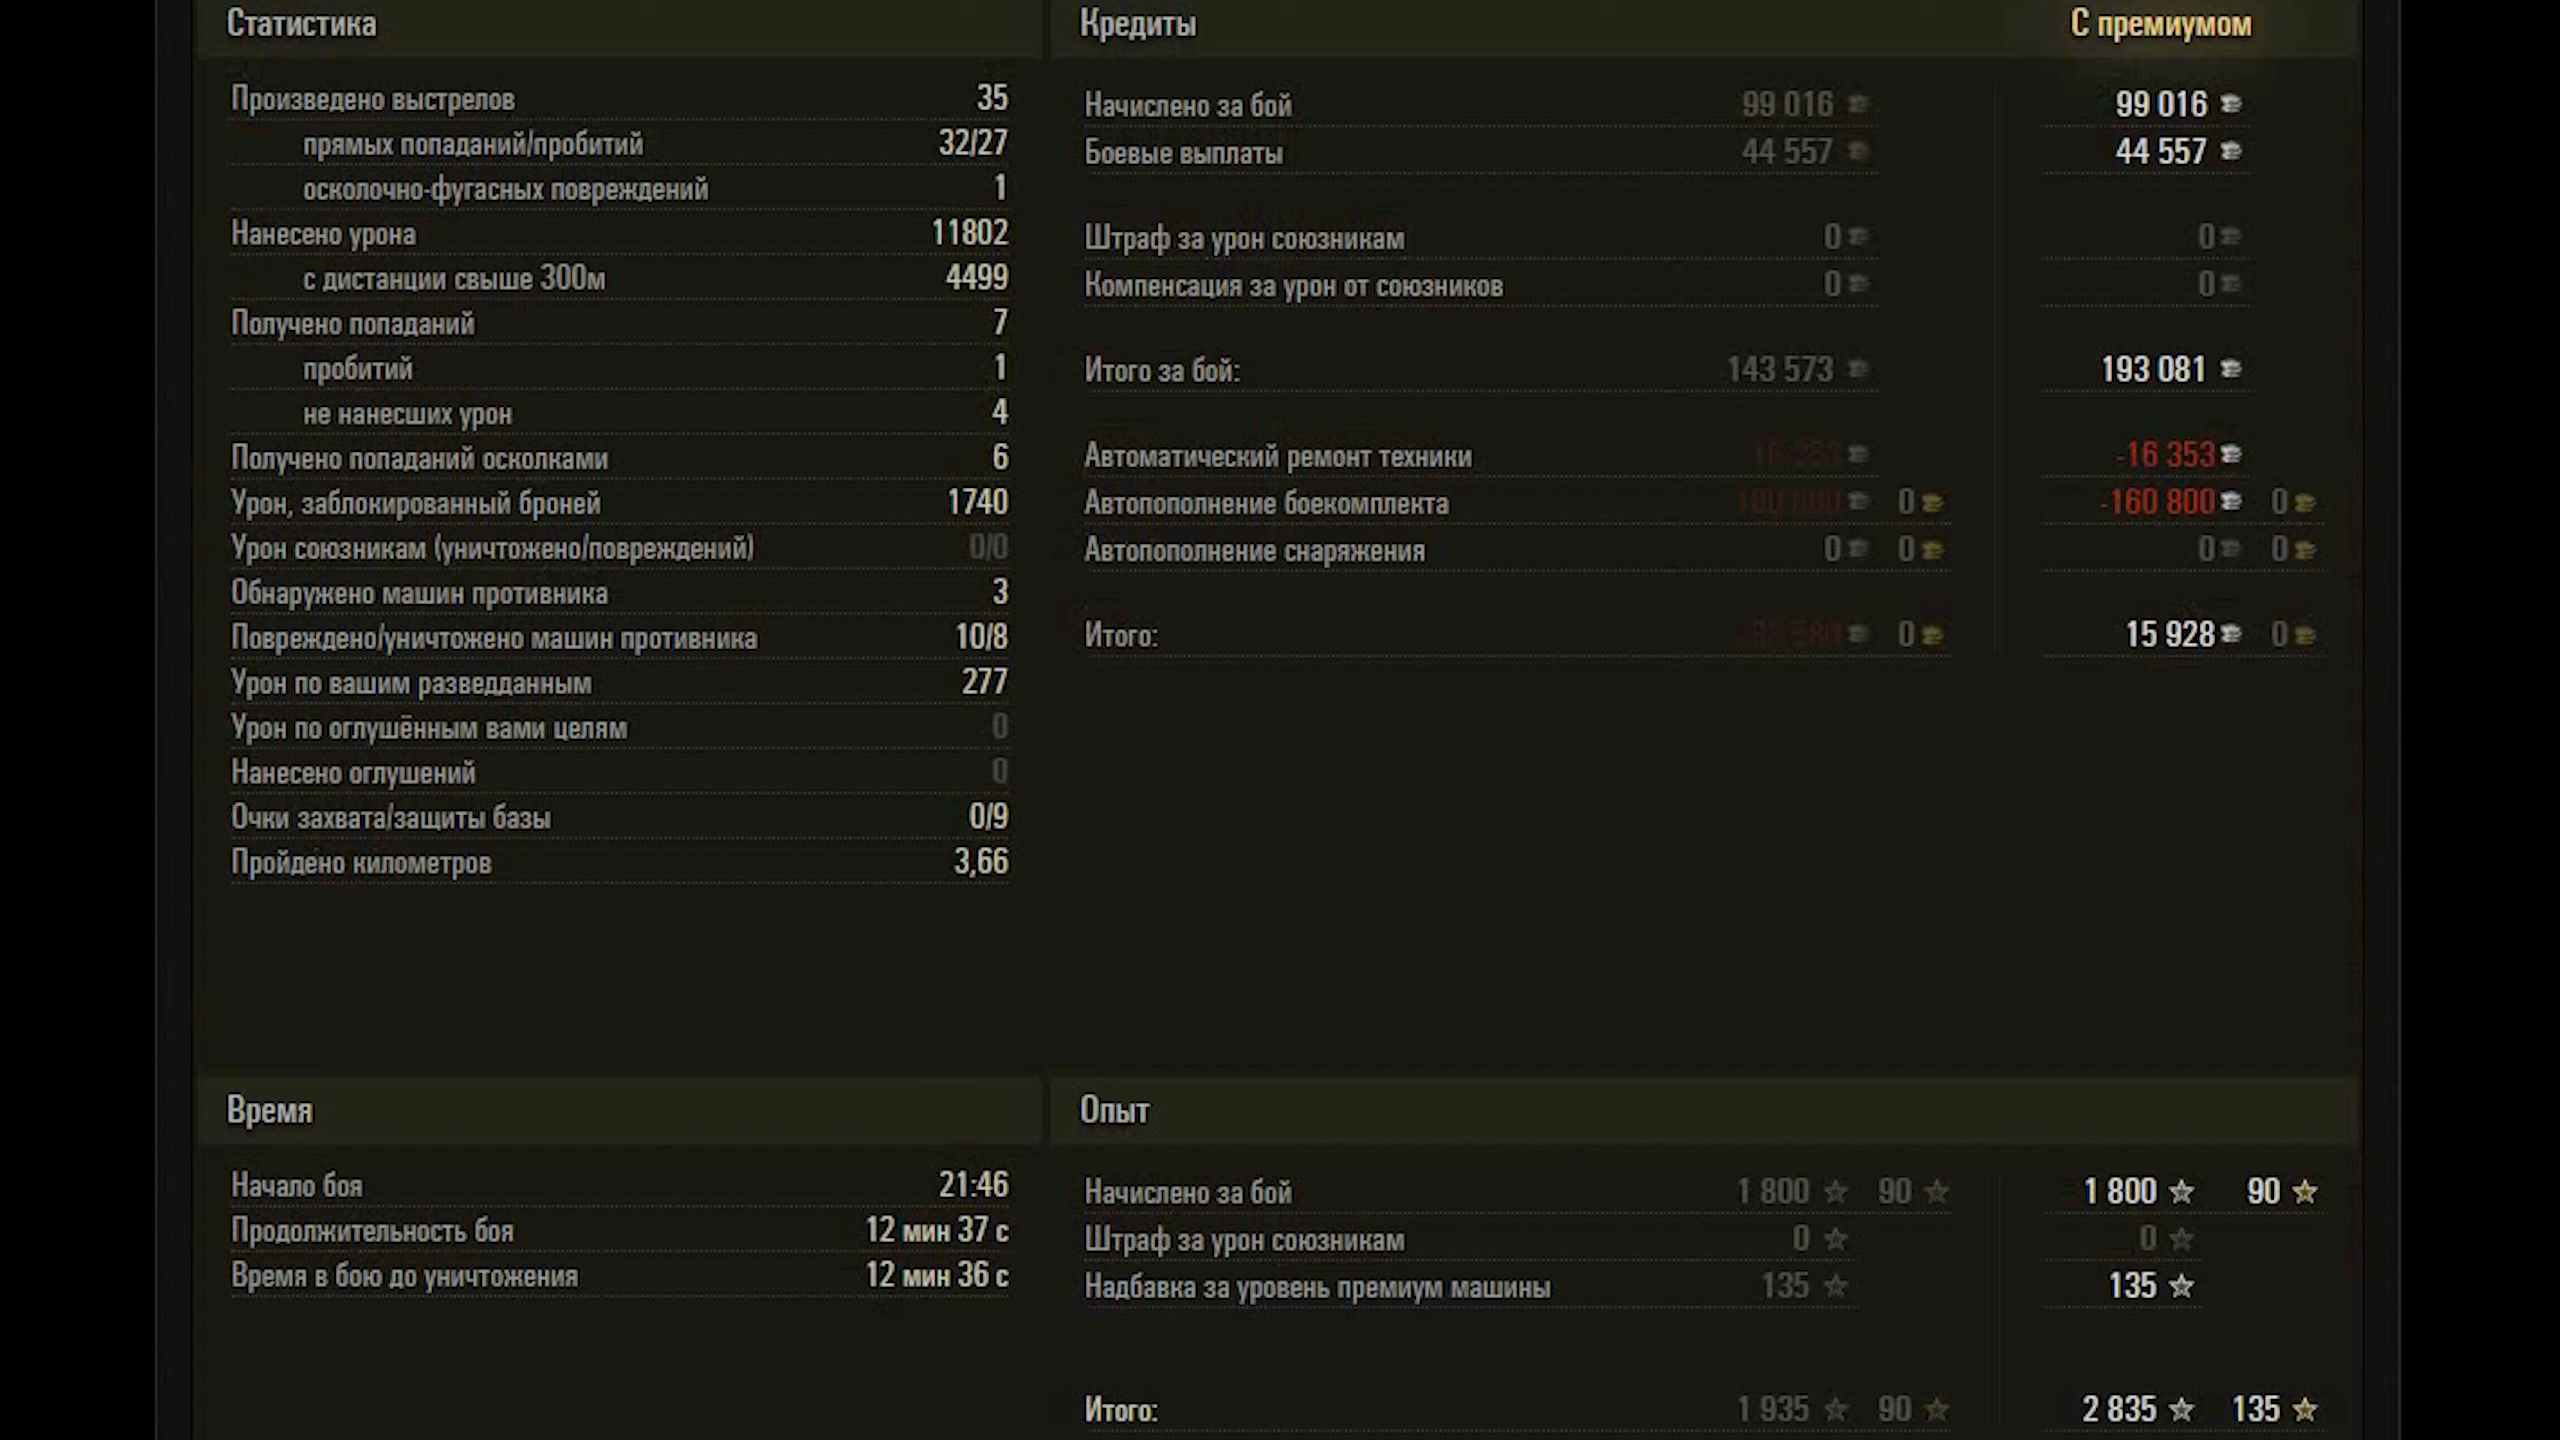 Статистика
Произведено выстрелов 35
прямых попаданий/пробитий 32/27
осколочно-фугасных повреждений 1
Нанесено урона 11802
с дистанции свыше 300м 4499
Получено попаданий 7
пробитий 1
не нанесших урон 4
Получено попаданий осколками 6
Урон, заблокированный броней 1740
Урон союзникам (уничтожено/повреждений) 0/0
Обнаружено машин противника 3
Повреждено/уничтожено машин противника 10/8
Урон по вашим разведданным 277
Урон по оглушённым вами целям 0
Нанесено оглушений 0
Очки захвата/защиты базы 0/9
Пройдено километров 3,66
Кредиты С премиумом
Начислено за бой 99 016 99 016
Боевые выплаты 44 557 44 557
Штраф за урон союзникам 0 0
Компенсация за урон от союзников 0 0
Итого за бой: 143 573 193 081
Автоматический ремонт техники -16 353
Автопополнение боекомплекта 0 -160 800 0
Автопополнение снаряжения 0 0 0 0
Итого: 0 15 928 0
Время
Начало боя 21:46
Продолжительность боя 12 мин 37 с
Время в бою до уничтожения 12 мин 36 с
Опыт
Начислено за бой 1 800 90 1 800 90
Штраф за урон союзникам 0 0
Надбавка за уровень премиум машины 135 135
Итого: 1 935 90 2 835 135